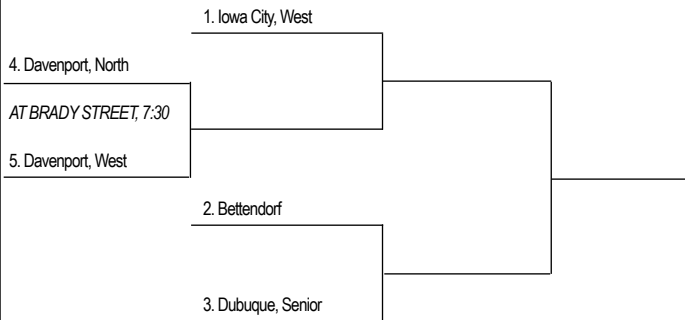 1. Iowa City, West
4. Davenport, North
AT BRADY STREET, 7:30
5. Davenport, West
2. Bettendorf
3. Dubuque, Senior